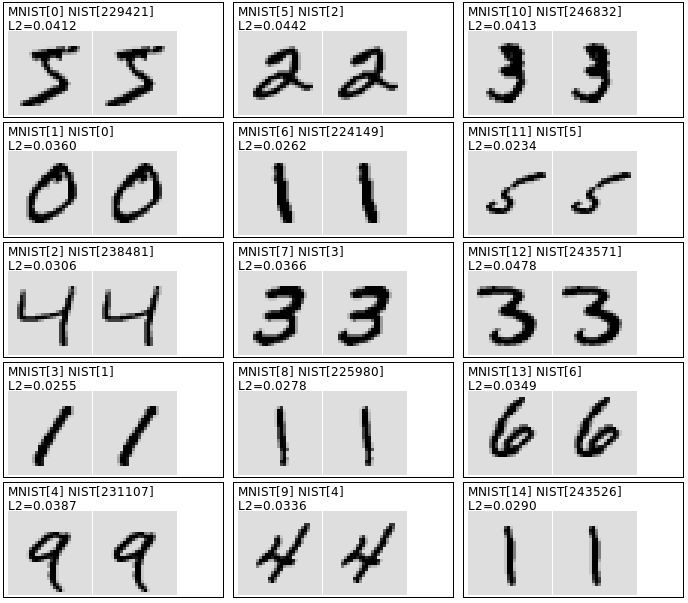 MNIST[0] NIST[229421]
L2=0.0412
5 5
MNIST[1] NIST[0]
L2=0.0360
0 0
MNIST[2] NIST[238481]
L2=0.0306
4 4
MNIST[3] NIST[1]
L2=0.0255
1 1
MNIST[4] NIST[231107]
L2=0.0387
9 9
MNIST[5] NIST[2]
L2=0.0442
2 2
MNIST[6] NIST[224149]
L2=0.0262
1 1
MNIST[7] NIST[3]
L2=0.0366
3 3
MNIST[8] NIST[225980]
L2=0.0278
1 1
MNIST[9] NIST[4]
L2=0.0336
4 4
MNIST[10] NIST[246832]
L2=0.0413
3 3
MNIST[11] NIST[5]
L2=0.0234
5 5
MNIST[12] NIST[243571]
L2=0.0478
3 3
MNIST[13] NIST[6]
L2=0.0349
6 6
MNIST[14] NIST[243526]
L2=0.0290
1 1